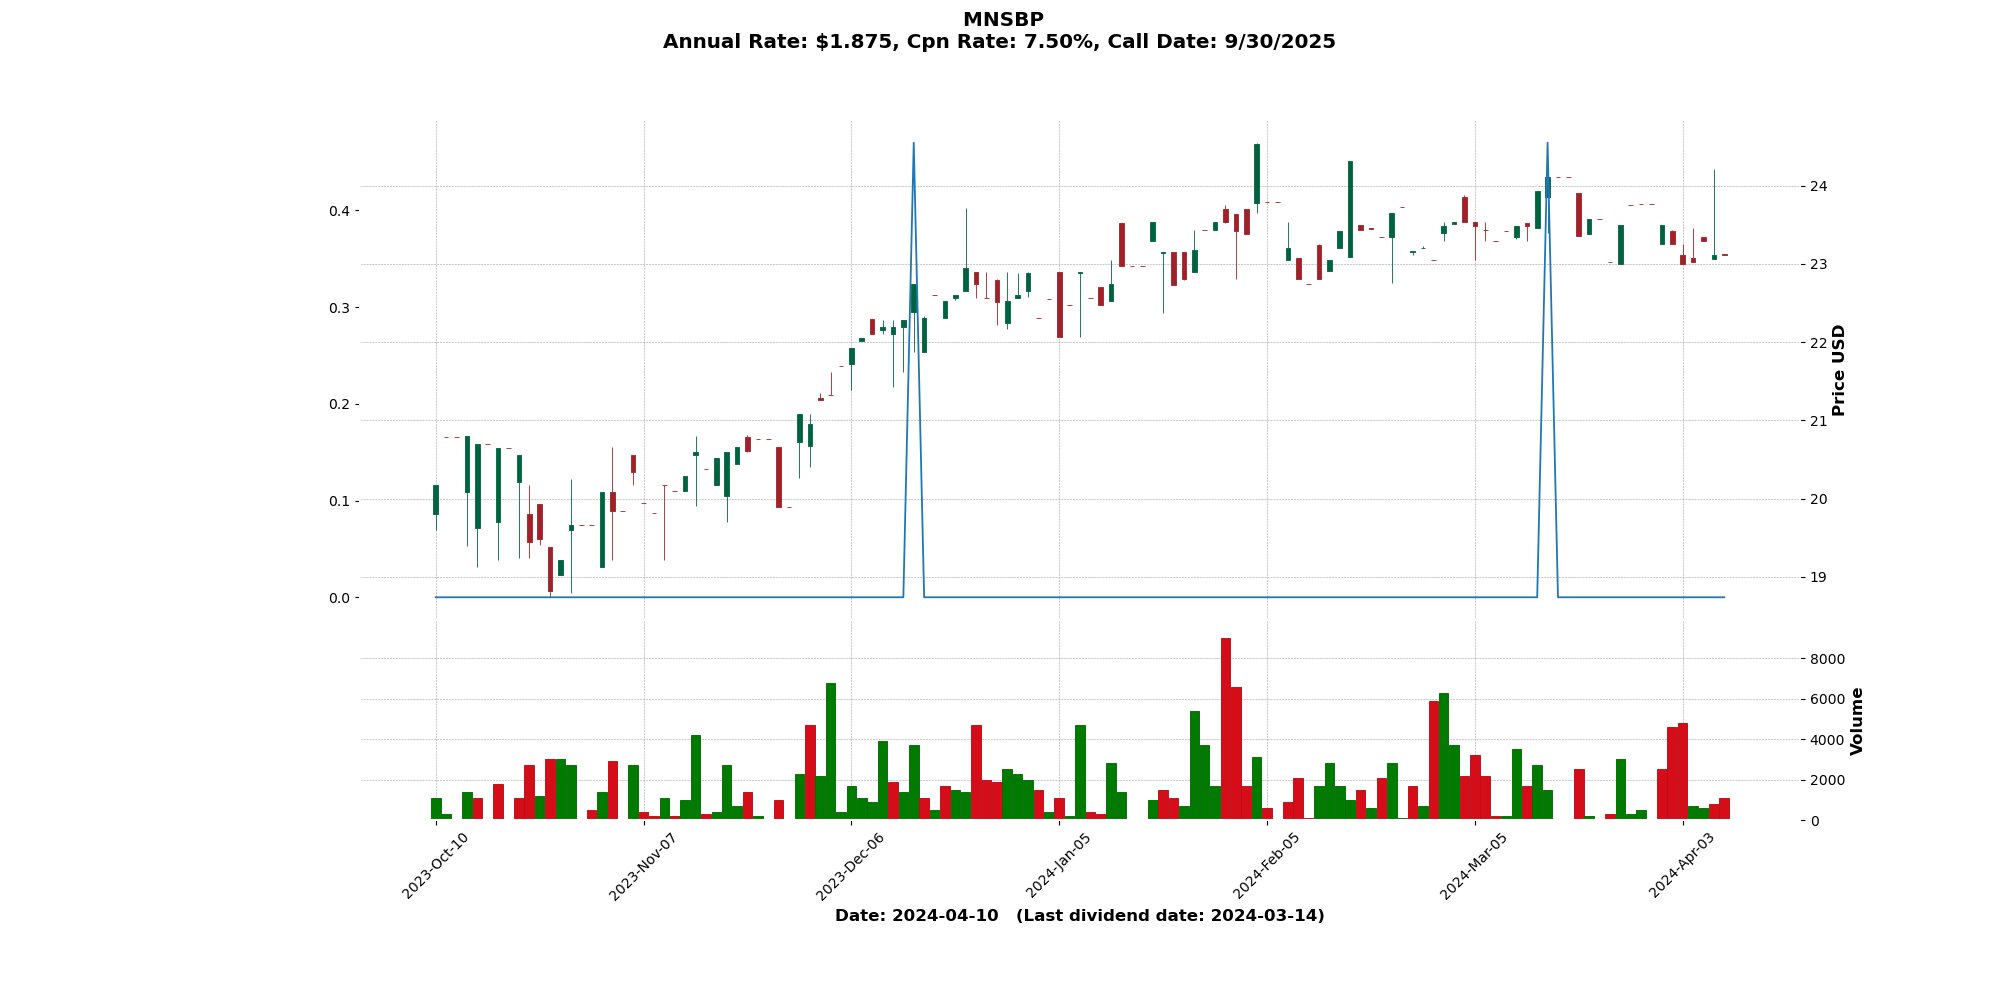 MNSBP
Annual Rate: $1.875, Cpn Rate: 7.50%, Call Date: 9/30/2025
0.4
0.3
0.2
0.1
0.0
24
23
22
21
20
19
Price USD
8000
6000
4000
2000
0
Volume
2023-Oct-10
2023-Nov-07
2023-Dec-06
2024-Jan-05
2024-Feb-05
2024-Mar-05
2024-Apr-03
Date: 2024-04-10 (Last dividend date: 2024-03-14)